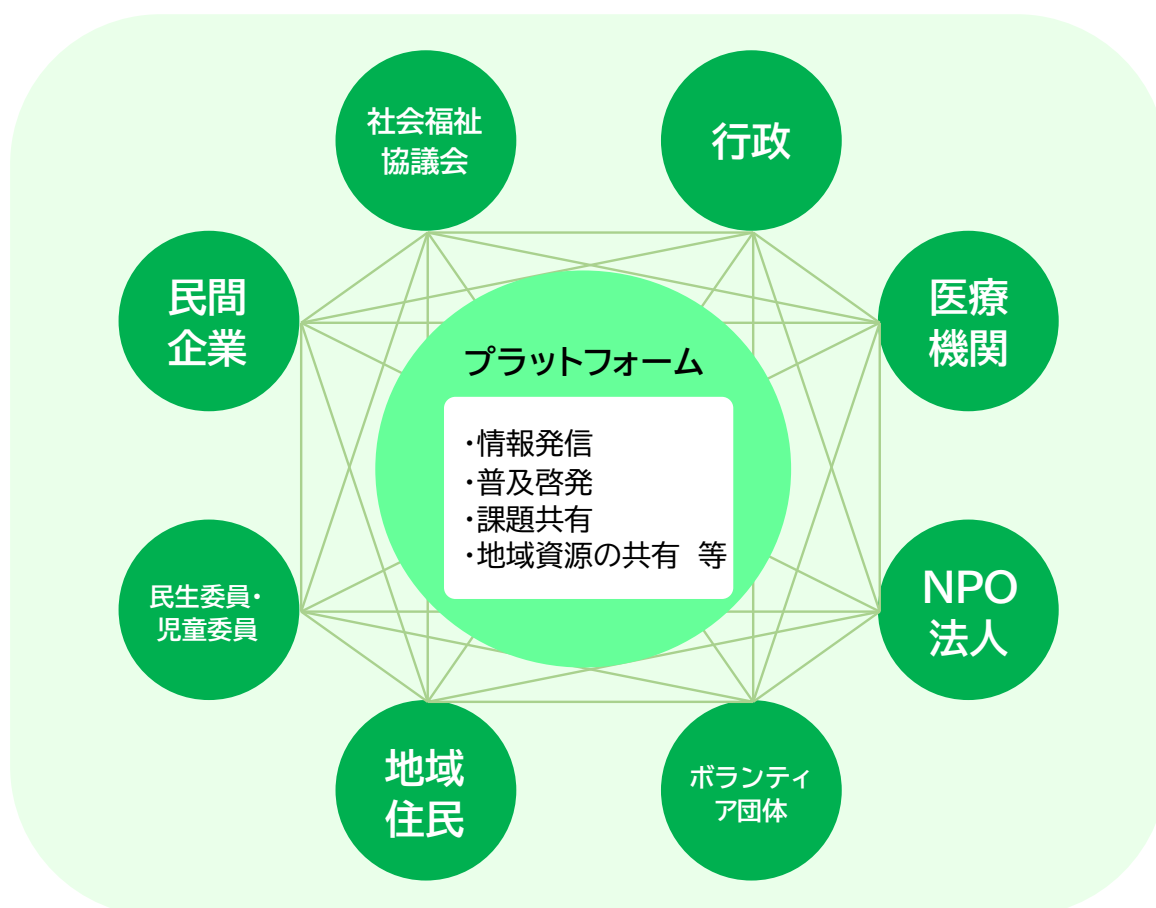 社会福祉
協議会
行政
民間
企業
医療
機関
プラットフォーム
・情報発信
・普及啓発
・課題共有
・地域資源の共有 等
民生委員・
児童委員
NPO
法人
地域
住民
ボランティ
ア団体